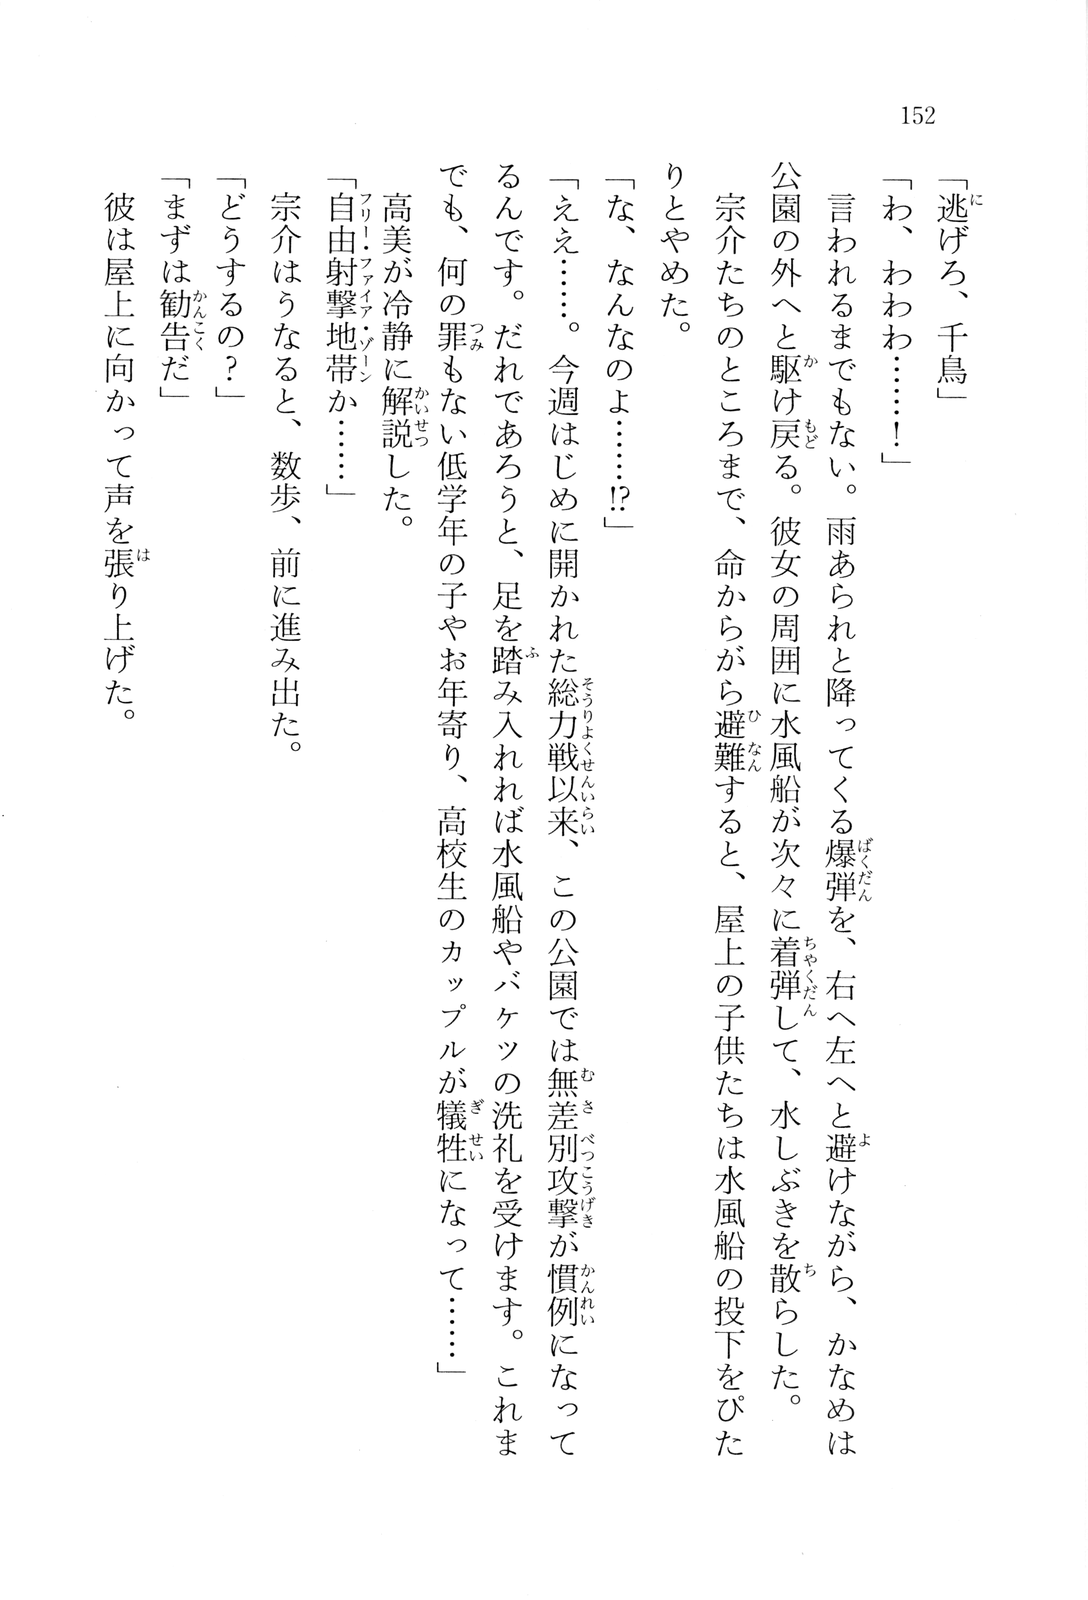 152
「逃げろ、千鳥」
「わ、わわわ……！」
　言われるまでもない。雨あられと降ってくる爆弾を、右へ左へと避けながら、かなめは
公園の外へと駆け戻る。彼女の周囲に水風船が次々に着弾して、水しぶきを散らした。
　宗介たちのところまで、命からがら避難すると、屋上の子供たちは水風船の投下をぴた
りとやめた。
「な、なんなのよ……!?」
「ええ……。今週はじめに開かれた総力戦以来、この公園では無差別攻撃が慣例になって
るんです。だれであろうと、足を踏み入れれば水風船やバケツの洗礼を受けます。これま
でも、何の罪もない低学年の子やお年寄り、高校生のカップルが犠牲になって……」
　高美が冷静に解説した。
「自由射撃地帯か……」
　宗介はうなると、数歩、前に進み出た。
「どうするの？」
「まずは勧告だ」
　彼は屋上に向かって声を張り上げた。